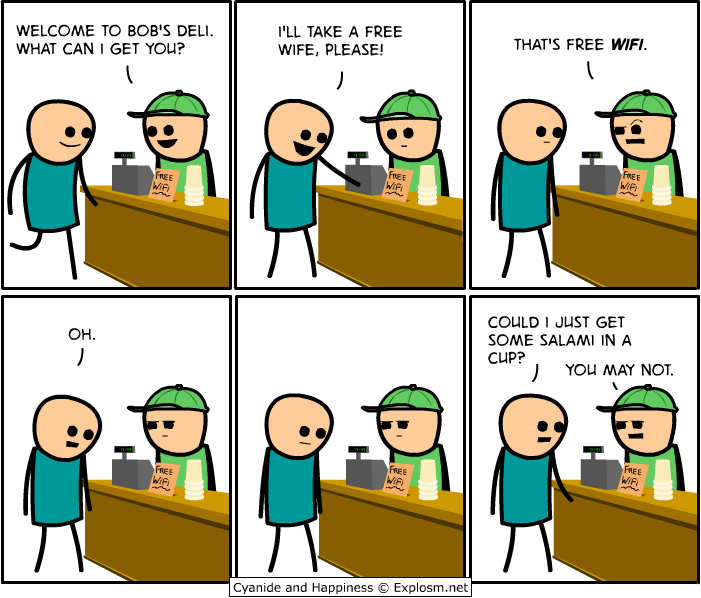 WELCOME TO BOB'S DELI.
WHAT CAN I GET YOU?
FREE
WiFi
I'LL TAKE A FREE
WIFE, PLEASE!
FREE
WiFi
THAT'S FREE WIFI.
FREE
WiFi
OH.
FREE
WiFi
FREE
WiFi
COULD I JUST GET
SOME SALAMI IN A
CUP?
YOU MAY NOT.
FREE
WiFi
Cyanide and Happiness © Explosm.net